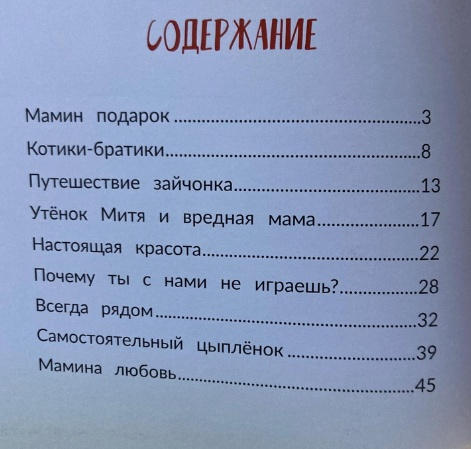 СОДЕРЖАНИЕ
Мамин подарок ........................................3
Котики-братики........................................8
Путешествие зайчонка..............................13
Утёнок Митя и вредная мама.................17
Настоящая красота..................................22
Почему ты с нами не играешь?.............28
Всегда рядом..........................................32
Самостоятельный цыплёнок .....................39
Мамина любовь.......................................45